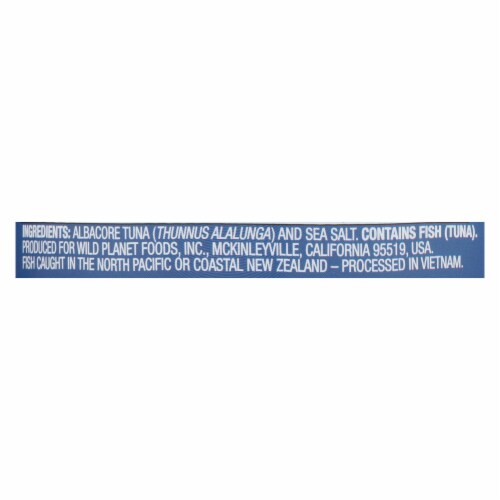 INGREDIENTS: ALBACORE TUNA (THUNNUS ALALUNGA) AND SEA SALT. CONTAINS FISH (TUNA).
PRODUCED FOR WILD PLANET FOODS, INC., MCKINLEYVILLE, CALIFORNIA 95519, USA.
FISH CAUGHT IN THE NORTH PACIFIC OR COASTAL NEW ZEALAND – PROCESSED IN VIETNAM.